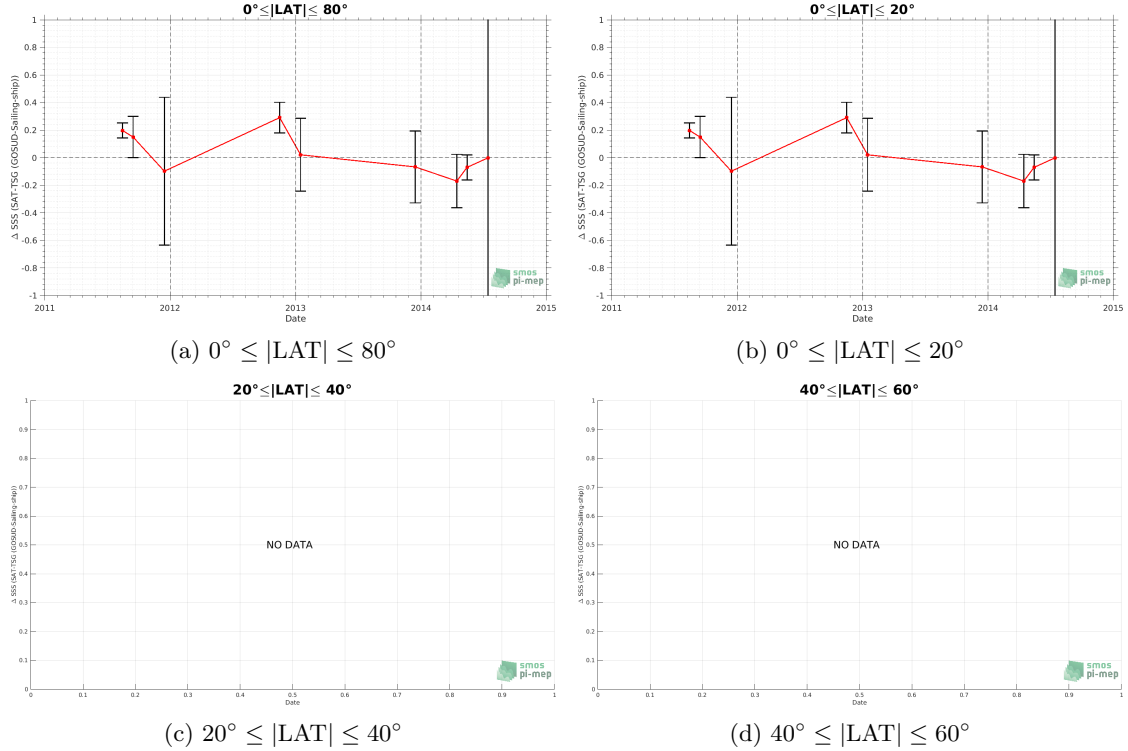 0°≤|LAT|≤ 80°
1
0.8
0.6
0.4
0.2
0
-0.2
-0.4
-0.6
-0.8
-1
Δ SSS (SAT-TSG (GOSUD-Sailing-ship))
2011
2012
2013
2014
2015
Date
smos
pi-mep
(a) 0° ≤ |LAT| ≤ 80°
0°≤|LAT|≤ 20°
1
0.8
0.6
0.4
0.2
0
-0.2
-0.4
-0.6
-0.8
-1
Δ SSS (SAT-TSG (GOSUD-Sailing-ship))
2011
2012
2013
2014
2015
Date
smos
pi-mep
(b) 0° ≤ |LAT| ≤ 20°
20°≤|LAT|≤ 40°
1
0.9
0.8
0.7
0.6
0.5
0.4
0.3
0.2
0.1
0
Δ SSS (SAT-TSG (GOSUD-Sailing-ship))
NO DATA
0
0.1
0.2
0.3
0.4
0.5
0.6
0.7
0.8
0.9
1
Date
smos
pi-mep
(c) 20° ≤ |LAT| ≤ 40°
40°≤|LAT|≤ 60°
1
0.9
0.8
0.7
0.6
0.5
0.4
0.3
0.2
0.1
0
Δ SSS (SAT-TSG (GOSUD-Sailing-ship))
NO DATA
0
0.1
0.2
0.3
0.4
0.5
0.6
0.7
0.8
0.9
1
Date
smos
pi-mep
(d) 40° ≤ |LAT| ≤ 60°